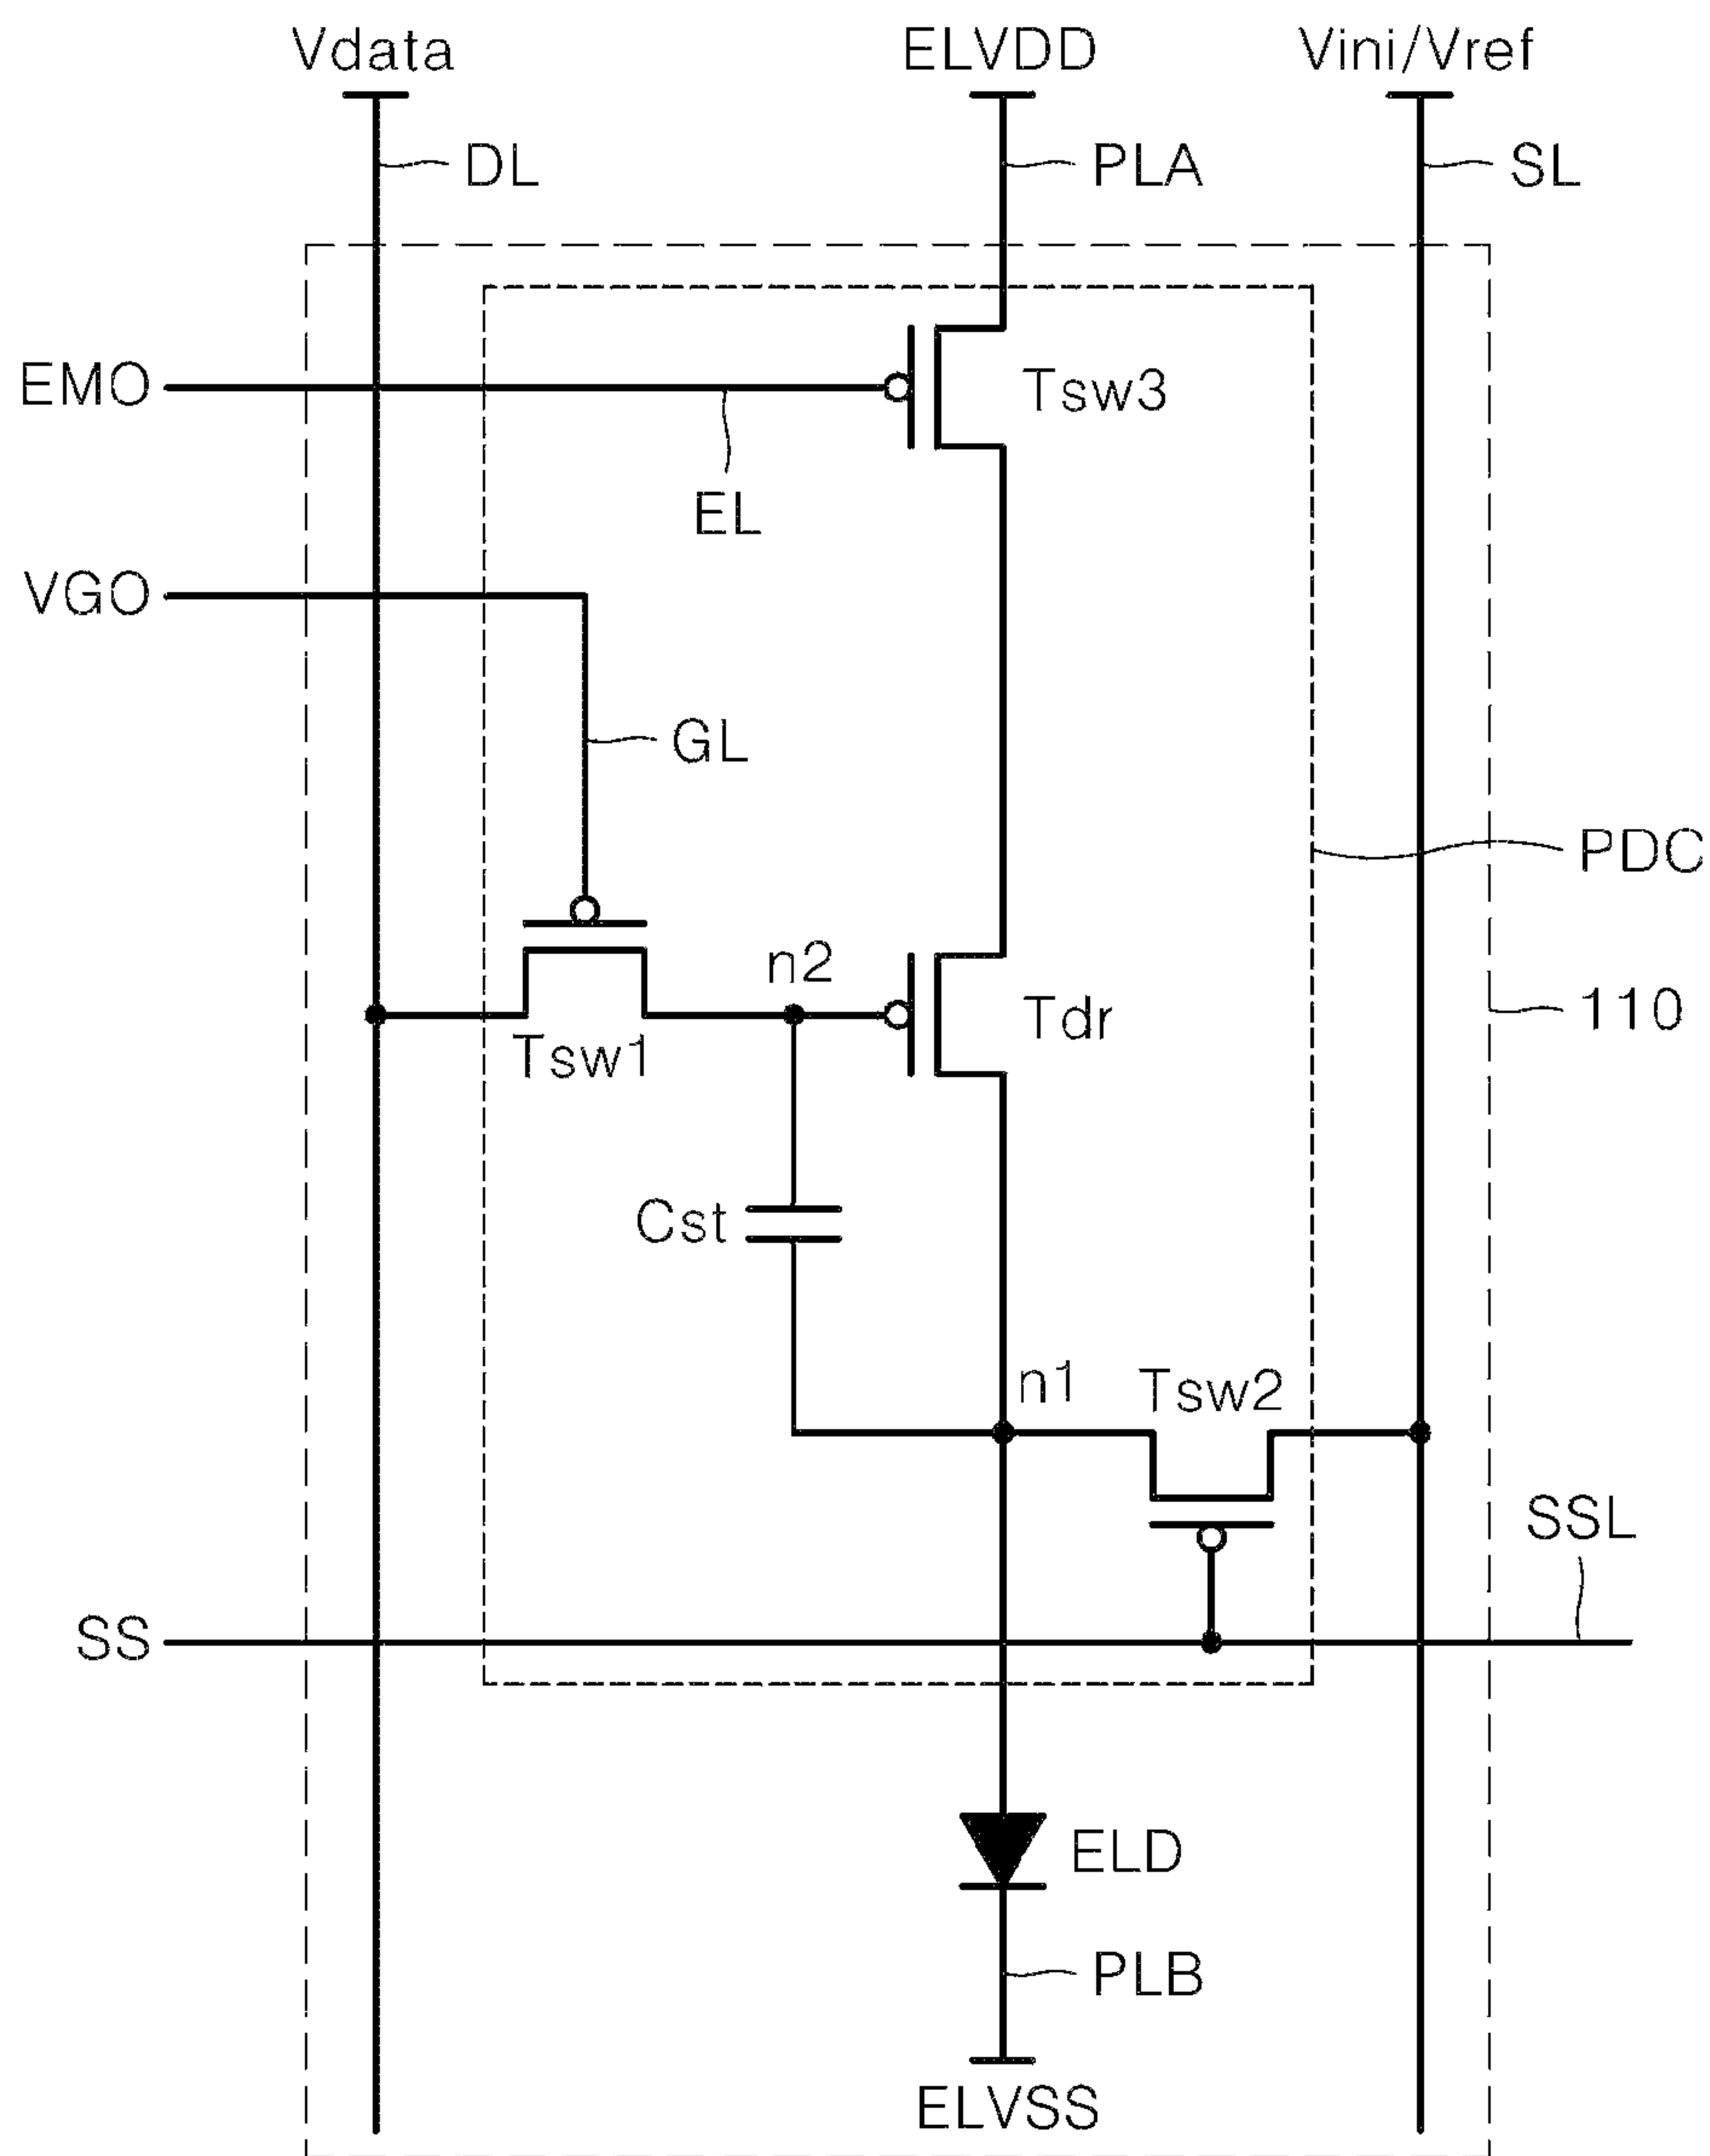 Vdata
ELVDD
Vini/Vref
DL
PLA
SL
EMO
Tsw3
EL
VGO
GL
PDC
n2
110
Tdr
Tsw1
Cst
n1
Tsw2
SSL
SS
ELD
PLB
ELVSS